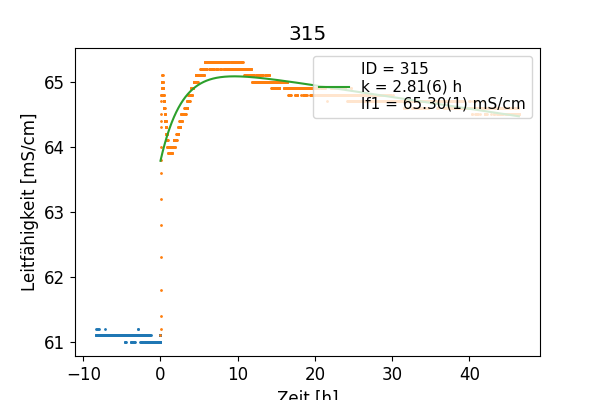 315
ID = 315
k = 2.81(6) h
lf1 = 65.30(1) mS/cm
Leitfähigkeit [mS/cm]
65
64
63
62
61
−10
0
10
20
30
40
Zeit [h]